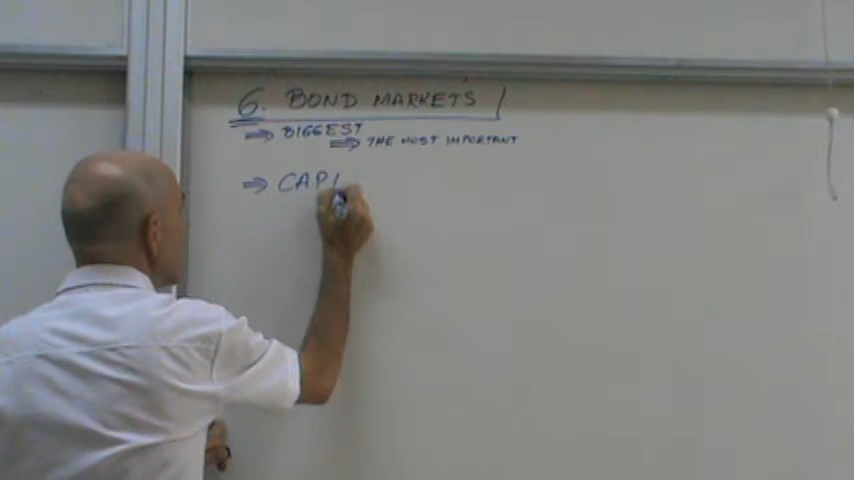 6. BOND MARKETS
⇒ BIGGEST
⇒ THE MOST IMPORTANT
⇒ CAPI